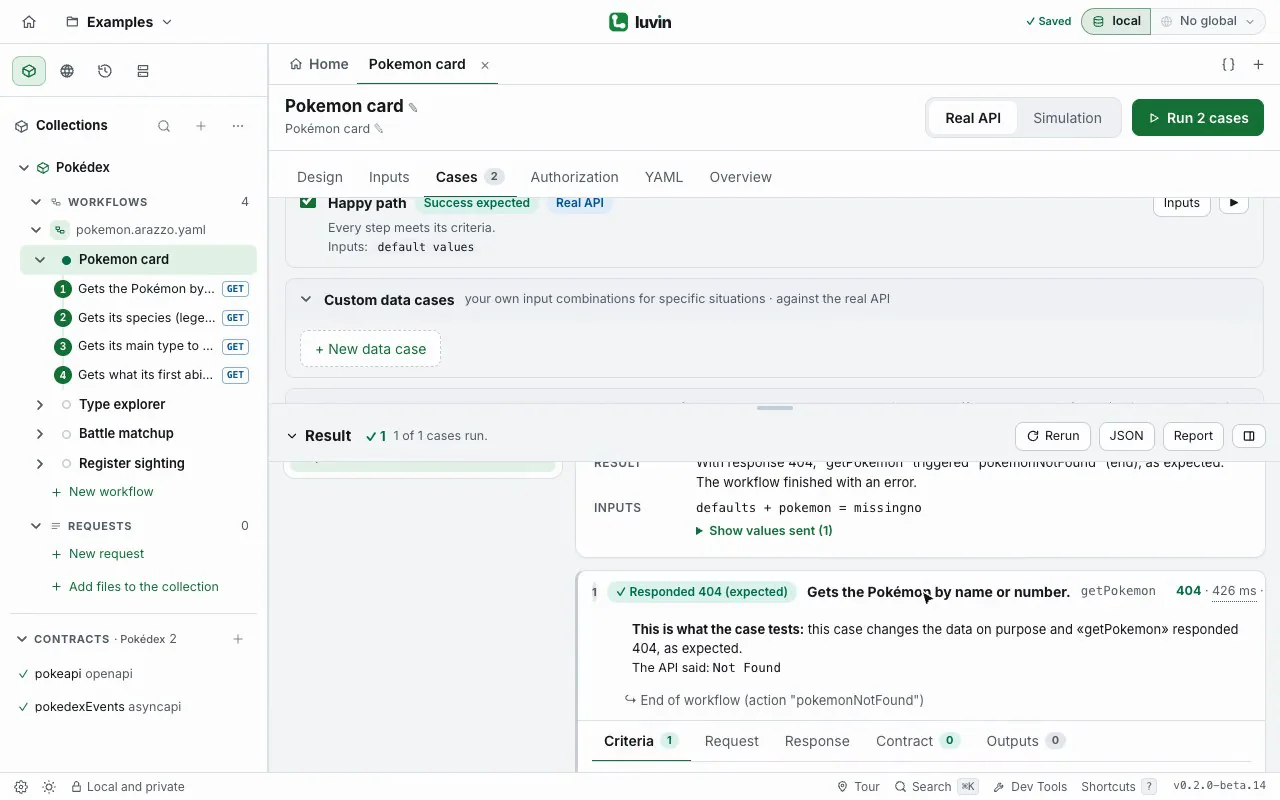 Examples
luvin
Saved
local
No global
Home
Pokemon card
Pokemon card
Pokémon card
Real API
Simulation
Run 2 cases
Collections
Pokédex
WORKFLOWS
4
pokemon.arazzo.yaml
Pokemon card
1 Gets the Pokémon by... GET
2 Gets its species (lege... GET
3 Gets its main type to ... GET
4 Gets what its first abi... GET
Type explorer
Battle matchup
Register sighting
+ New workflow
REQUESTS
0
+ New request
+ Add files to the collection
CONTRACTS · Pokédex 2
pokeapi openapi
pokedexEvents asyncapi
Design
Inputs
Cases 2
Authorization
YAML
Overview
Happy path
Success expected
Real API
Inputs
Every step meets its criteria.
Inputs: default values
Custom data cases your own input combinations for specific situations · against the real API
+ New data case
Result
1 1 of 1 cases run.
Rerun
JSON
Report
RESULT With response 404, "getPokemon" triggered "pokemonNotFound" (end), as expected.
The workflow finished with an error.
INPUTS defaults + pokemon = missingno
Show values sent (1)
1 Responded 404 (expected) Gets the Pokémon by name or number. getPokemon 404 · 426 ms ·
This is what the case tests: this case changes the data on purpose and «getPokemon» responded
404, as expected.
The API said: Not Found
↪ End of workflow (action "pokemonNotFound")
Criteria 1
Request
Response
Contract 0
Outputs 0
Local and private
Tour
Search ⌘K
Dev Tools
Shortcuts ?
v0.2.0-beta.14